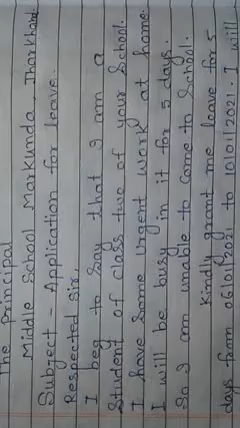 The Principal
Middle School Markunda, Jharkhand
Subject - Application for leave.
Respected Sir,
I beg to say that I am a
Student of class two of your School.
I have some Urgent work at home.
I will be busy in it for 5 days.
So I am unable to come to School.
Kindly grant me leave for 5
days from 06/01/2021 to 10/01/2021. I will